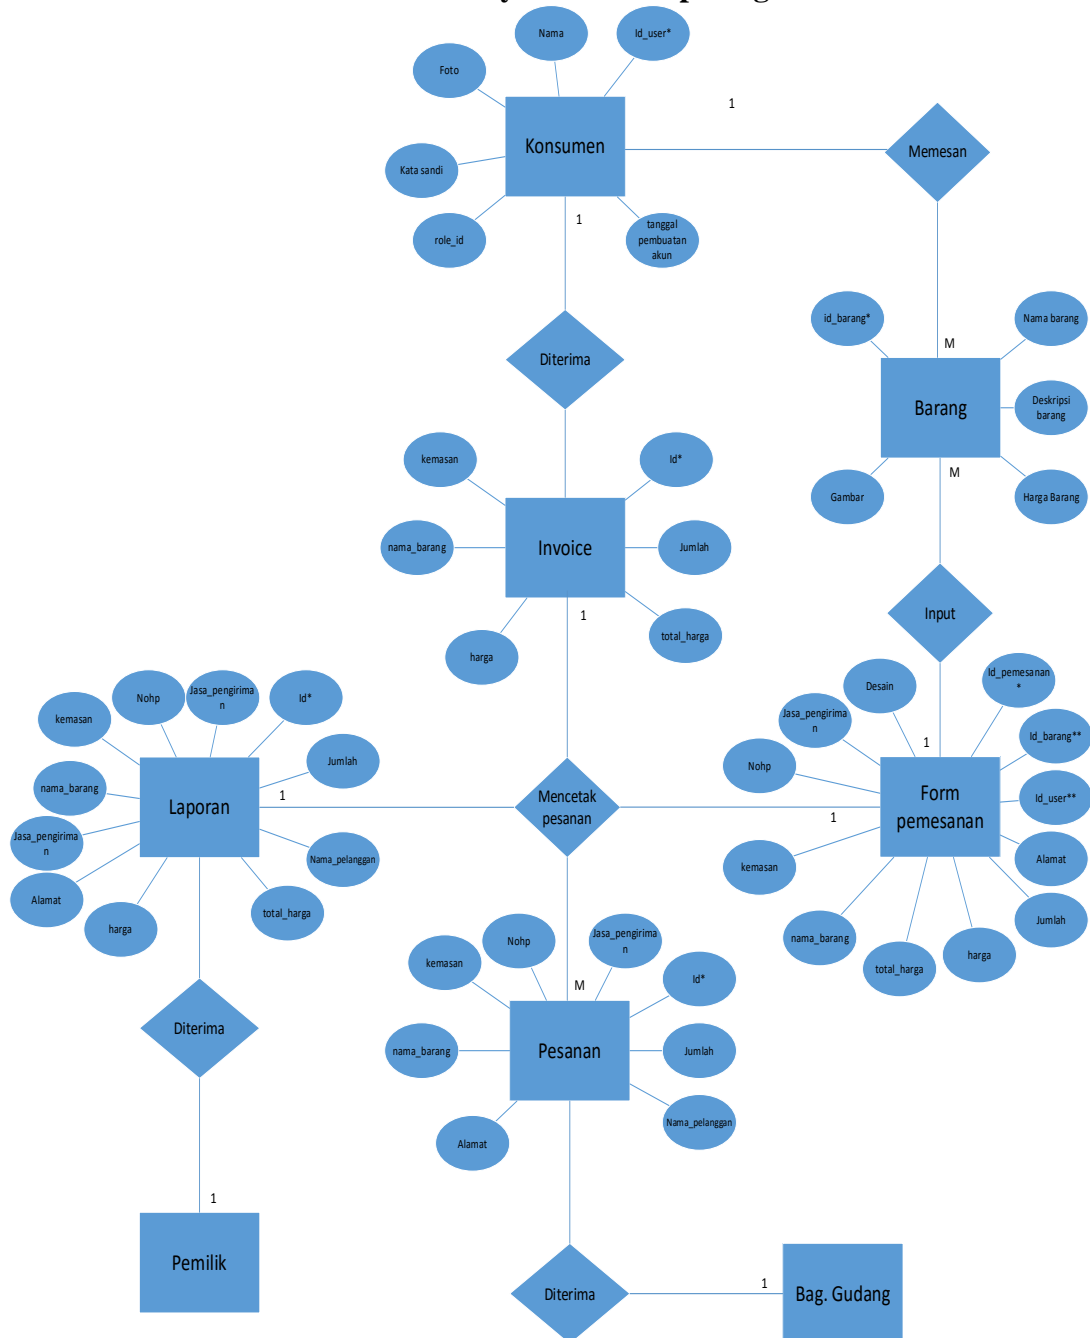 Nama
Id_user*
Foto
1
Konsumen
Memesan
Kata sandi
1
role_id
tanggal
pembuatan
akun
id_barang*
Nama barang
Diterima
M
Barang
Deskripsi
barang
kemasan
Id*
M
Gambar
Harga Barang
nama_barang
Invoice
Jumlah
1
Input
harga
total_harga
Nohp
Jasa_pengirima
n
Id*
kemasan
Desain
Id_pemesanan
*
Jasa_pengirima
n
Id_barang**
1
Jumlah
Nohp
nama_barang
1
Laporan
Mencetak
pesanan
Form
pemesanan
Id_user**
1
Jasa_pengirima
n
Nama_pelanggan
kemasan
Alamat
Alamat
harga
total_harga
Jumlah
nama_barang
total_harga
harga
Nohp
Jasa_pengirima
n
kemasan
Id*
M
Diterima
nama_barang
Pesanan
Jumlah
Alamat
Nama_pelanggan
1
Pemilik
Diterima
1
Bag. Gudang